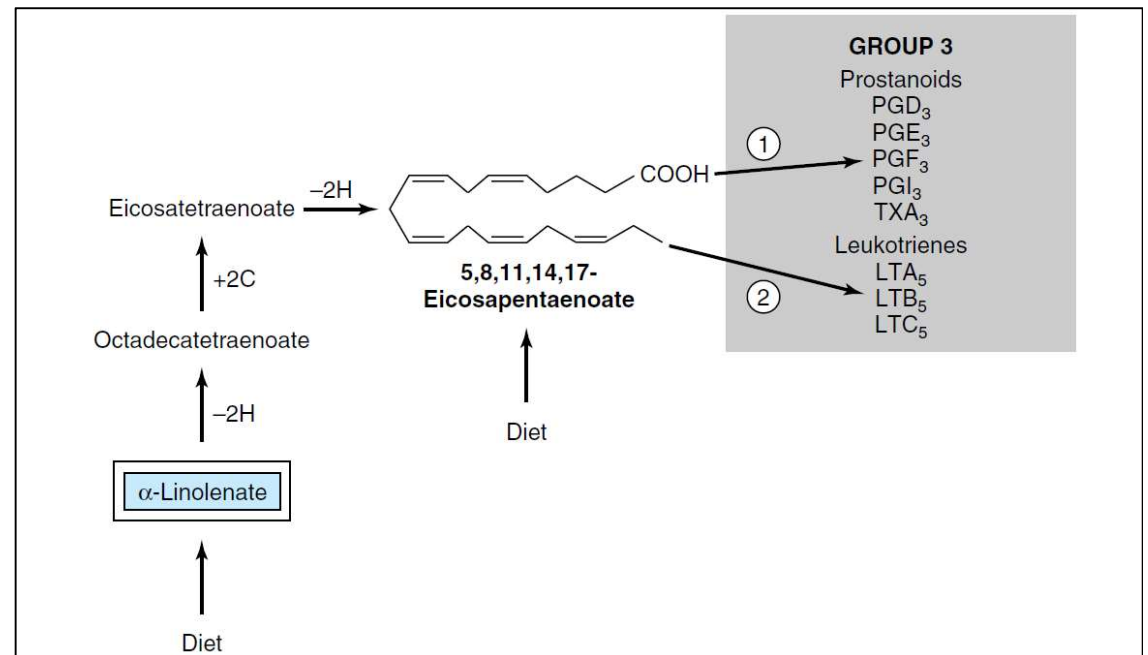 GROUP 3
Prostanoids
PGD₃
PGE₃
PGF₃
PGI₃
TXA₃
Leukotrienes
LTA₅
LTB₅
LTC₅
1
2
COOH
Eicosatetraenoate
–2H
5,8,11,14,17-
Eicosapentaenoate
+2C
Octadecatetraenoate
–2H
Diet
α-Linolenate
Diet